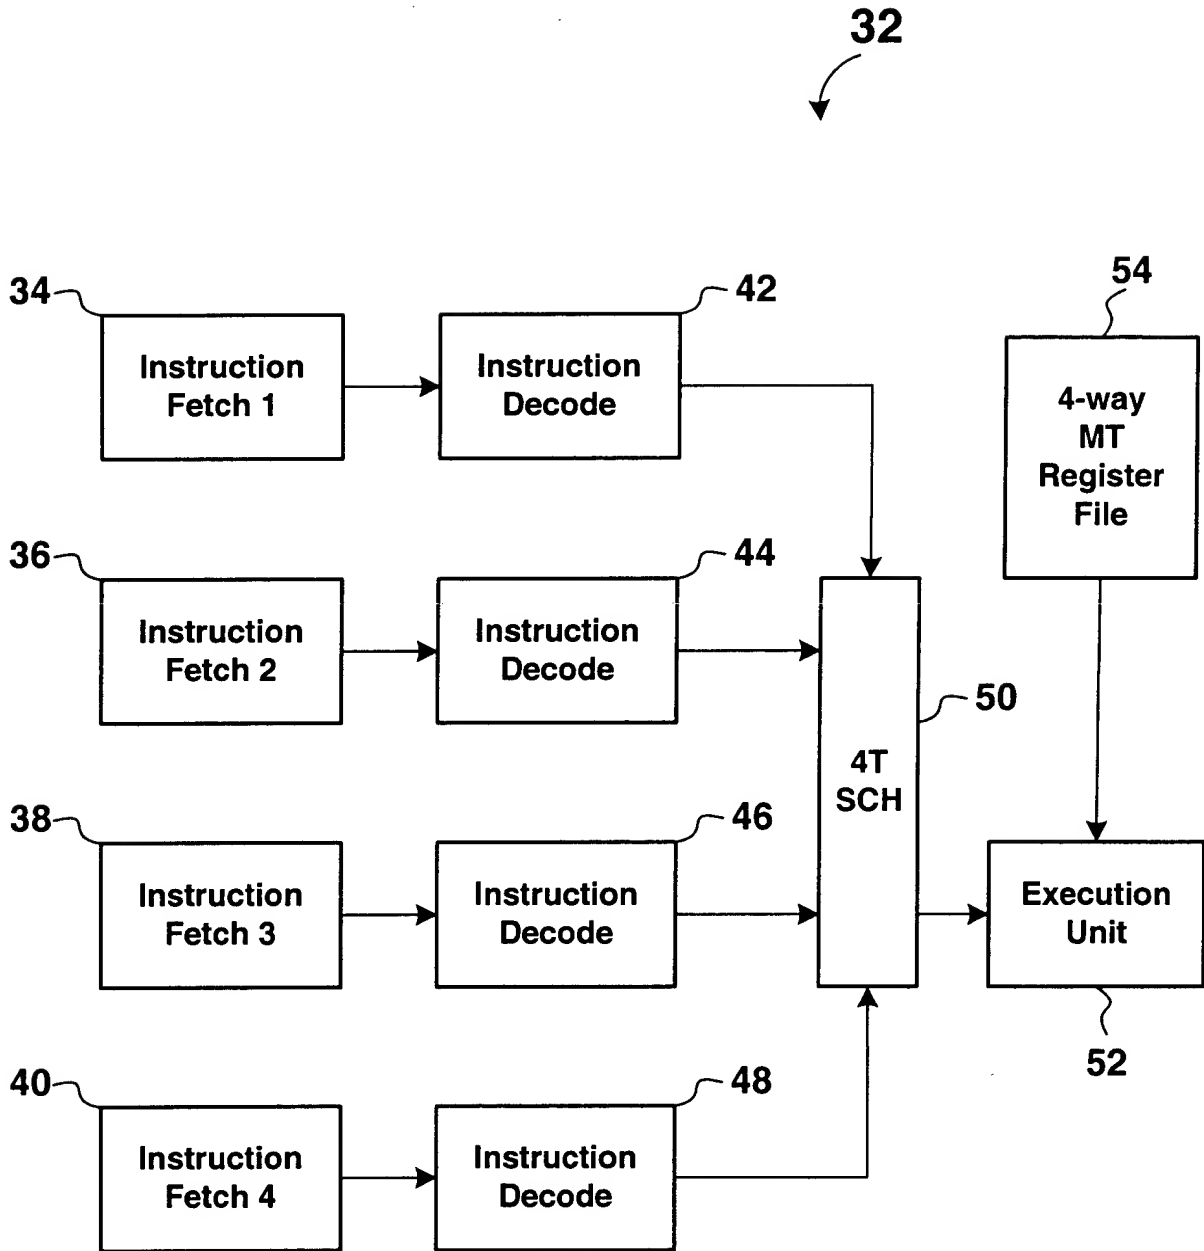 32
34
Instruction
Fetch 1
42
Instruction
Decode
54
4-way
MT
Register
File
36
Instruction
Fetch 2
44
Instruction
Decode
50
4T
SCH
38
Instruction
Fetch 3
46
Instruction
Decode
Execution
Unit
52
40
Instruction
Fetch 4
48
Instruction
Decode